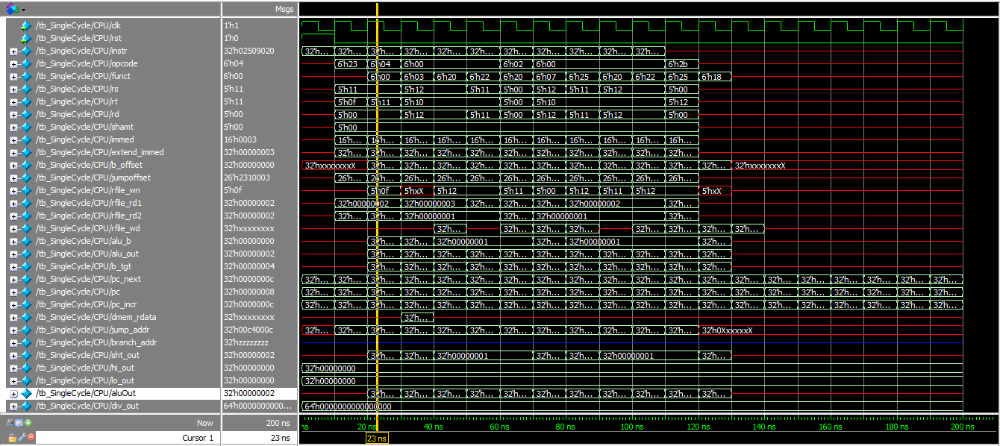 Msgs
/tb_SingleCycle/CPU/clk 1'h1
/tb_SingleCycle/CPU/rst 1'h0
/tb_SingleCycle/CPU/instr 32'h02509020 32'h... 32'h... 32'h... 32'h... 32'h... 32'h... 32'h... 32'h... 32'h... 32'h... 32'h...
/tb_SingleCycle/CPU/opcode 6'h04 6'h23 6'h04 6'h00 6'h02 6'h00 6'h2b
/tb_SingleCycle/CPU/funct 6'h00 6'h00 6'h03 6'h20 6'h22 6'h20 6'h07 6'h25 6'h20 6'h22 6'h25 6'h18
/tb_SingleCycle/CPU/rs 5'h11 5'h11 5'h12 5'h11 5'h00 5'h12 5'h11 5'h12 5'h00
/tb_SingleCycle/CPU/rt 5'h11 5'h0f 5'h11 5'h10 5'h00 5'h10 5'h12
/tb_SingleCycle/CPU/rd 5'h00 5'h00 5'h12 5'h11 5'h00 5'h12 5'h11 5'h12 5'h00
/tb_SingleCycle/CPU/shamt 5'h00 5'h00
/tb_SingleCycle/CPU/immed 16'h0003 16'h... 16'h... 16'h... 16'h... 16'h... 16'h... 16'h... 16'h... 16'h... 16'h... 16'h...
/tb_SingleCycle/CPU/extend_immed 32'h00000003 32'h... 32'h... 32'h... 32'h... 32'h... 32'h... 32'h... 32'h... 32'h... 32'h... 32'h...
/tb_SingleCycle/CPU/b_offset 32'h00000000 32'hxxxxxxxX 32'h... 32'h... 32'h... 32'h... 32'h... 32'h... 32'h... 32'h... 32'h... 32'h... 32'h... 32'hxxxxxxxX
/tb_SingleCycle/CPU/jumpoffset 26'h2310003 26'h... 26'h... 26'h... 26'h... 26'h... 26'h... 26'h... 26'h... 26'h... 26'h... 26'h...
/tb_SingleCycle/CPU/rfile_wn 5'h0f 5'h0f 5'hxX 5'h12 5'h11 5'h00 5'h12 5'h11 5'h12 5'hxX
/tb_SingleCycle/CPU/rfile_rd1 32'h00000002 32'h00000002 32'h00000003 32'h... 32'h... 32'h... 32'h00000002 32'h...
/tb_SingleCycle/CPU/rfile_rd2 32'h00000002 32'h... 32'h... 32'h00000001 32'h... 32'h00000001 32'h...
/tb_SingleCycle/CPU/rfile_wd 32'hxxxxxxxx 32'h... 32'h... 32'h... 32'h... 32'h... 32'h... 32'h... 32'h...
/tb_SingleCycle/CPU/alu_b 32'h00000000 32'h... 32'h... 32'h00000001 32'h... 32'h00000001 32'h...
/tb_SingleCycle/CPU/alu_out 32'h00000002 32'h... 32'h... 32'h... 32'h... 32'h... 32'h... 32'h... 32'h... 32'h... 32'h... 32'h...
/tb_SingleCycle/CPU/b_tgt 32'h00000004 32'h... 32'h... 32'h... 32'h... 32'h... 32'h... 32'h... 32'h... 32'h... 32'h... 32'h...
/tb_SingleCycle/CPU/pc_next 32'h0000000c 32'h... 32'h... 32'h... 32'h... 32'h... 32'h... 32'h... 32'h... 32'h... 32'h... 32'h... 32'h... 32'h... 32'h... 32'h... 32'h... 32'h... 32'h... 32'h... 32'h...
/tb_SingleCycle/CPU/pc 32'h00000008 32'h... 32'h... 32'h... 32'h... 32'h... 32'h... 32'h... 32'h... 32'h... 32'h... 32'h... 32'h... 32'h... 32'h... 32'h... 32'h... 32'h... 32'h... 32'h... 32'h...
/tb_SingleCycle/CPU/pc_incr 32'h0000000c 32'h... 32'h... 32'h... 32'h... 32'h... 32'h... 32'h... 32'h... 32'h... 32'h... 32'h... 32'h... 32'h... 32'h... 32'h... 32'h... 32'h... 32'h... 32'h... 32'h...
/tb_SingleCycle/CPU/dmem_rdata 32'hxxxxxxxx 32'h...
/tb_SingleCycle/CPU/jump_addr 32'h00c4000c 32'h... 32'h... 32'h... 32'h... 32'h... 32'h... 32'h... 32'h... 32'h... 32'h... 32'h... 32'h... 32'h0XxxxxxX
/tb_SingleCycle/CPU/branch_addr 32'hzzzzzzzz
/tb_SingleCycle/CPU/sht_out 32'h00000002 32'h... 32'h... 32'h00000001 32'h... 32'h... 32'h00000001 32'h...
/tb_SingleCycle/CPU/hi_out 32'h00000000 32'h00000000
/tb_SingleCycle/CPU/lo_out 32'h00000000 32'h00000000
/tb_SingleCycle/CPU/aluOut 32'h00000002 32'h... 32'h... 32'h... 32'h... 32'h... 32'h... 32'h... 32'h... 32'h... 32'h... 32'h...
/tb_SingleCycle/CPU/div_out 64'h0000000000... 64'h0000000000000000
Now 200 ns ns 20 ns 40 ns 60 ns 80 ns 100 ns 120 ns 140 ns 160 ns 180 ns 200 ns
Cursor 1 23 ns 23 ns